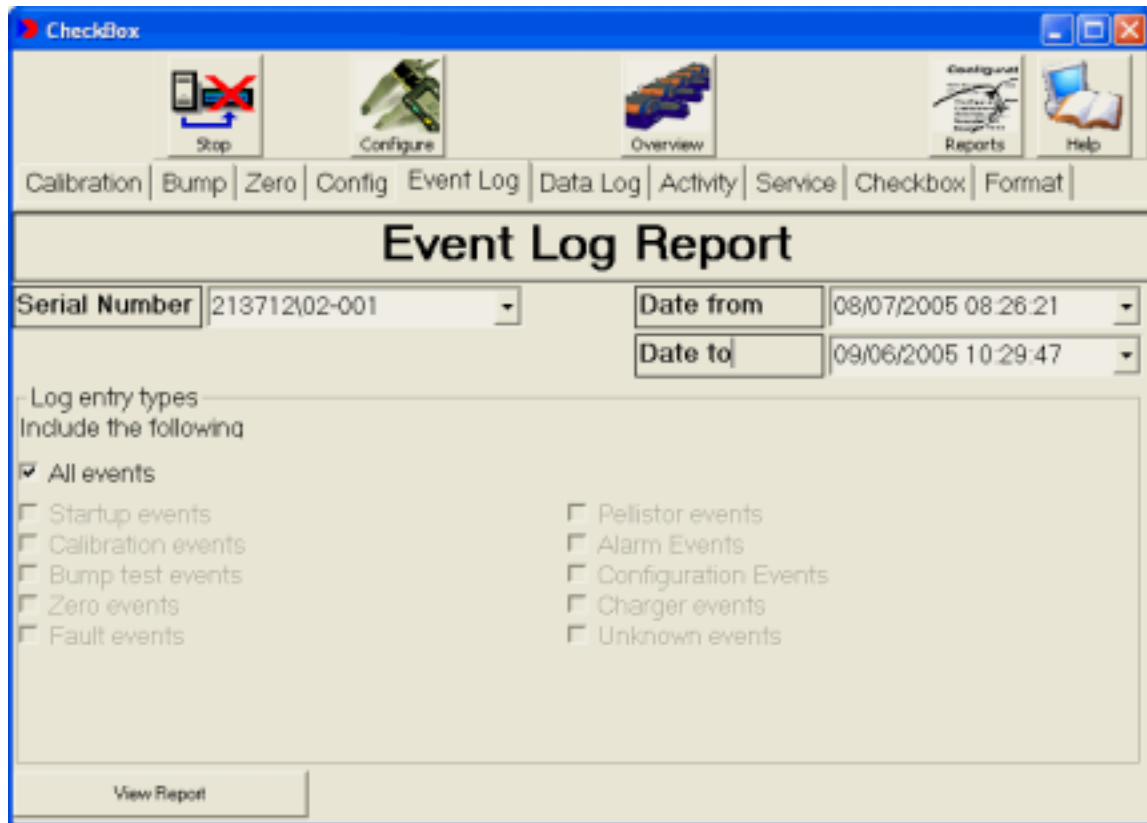 CheckBox
Stop
Configure
Overview
Configurat
Reports
Help
Calibration Bump Zero Config Event Log Data Log Activity Service Checkbox Format
Event Log Report
Serial Number 213712\02-001 Date from 08/07/2005 08:26:21
Date to 09/06/2005 10:29:47
Log entry types
Include the following
All events
Startup events
Calibration events
Bump test events
Zero events
Fault events
Pellistor events
Alarm Events
Configuration Events
Charger events
Unknown events
View Report